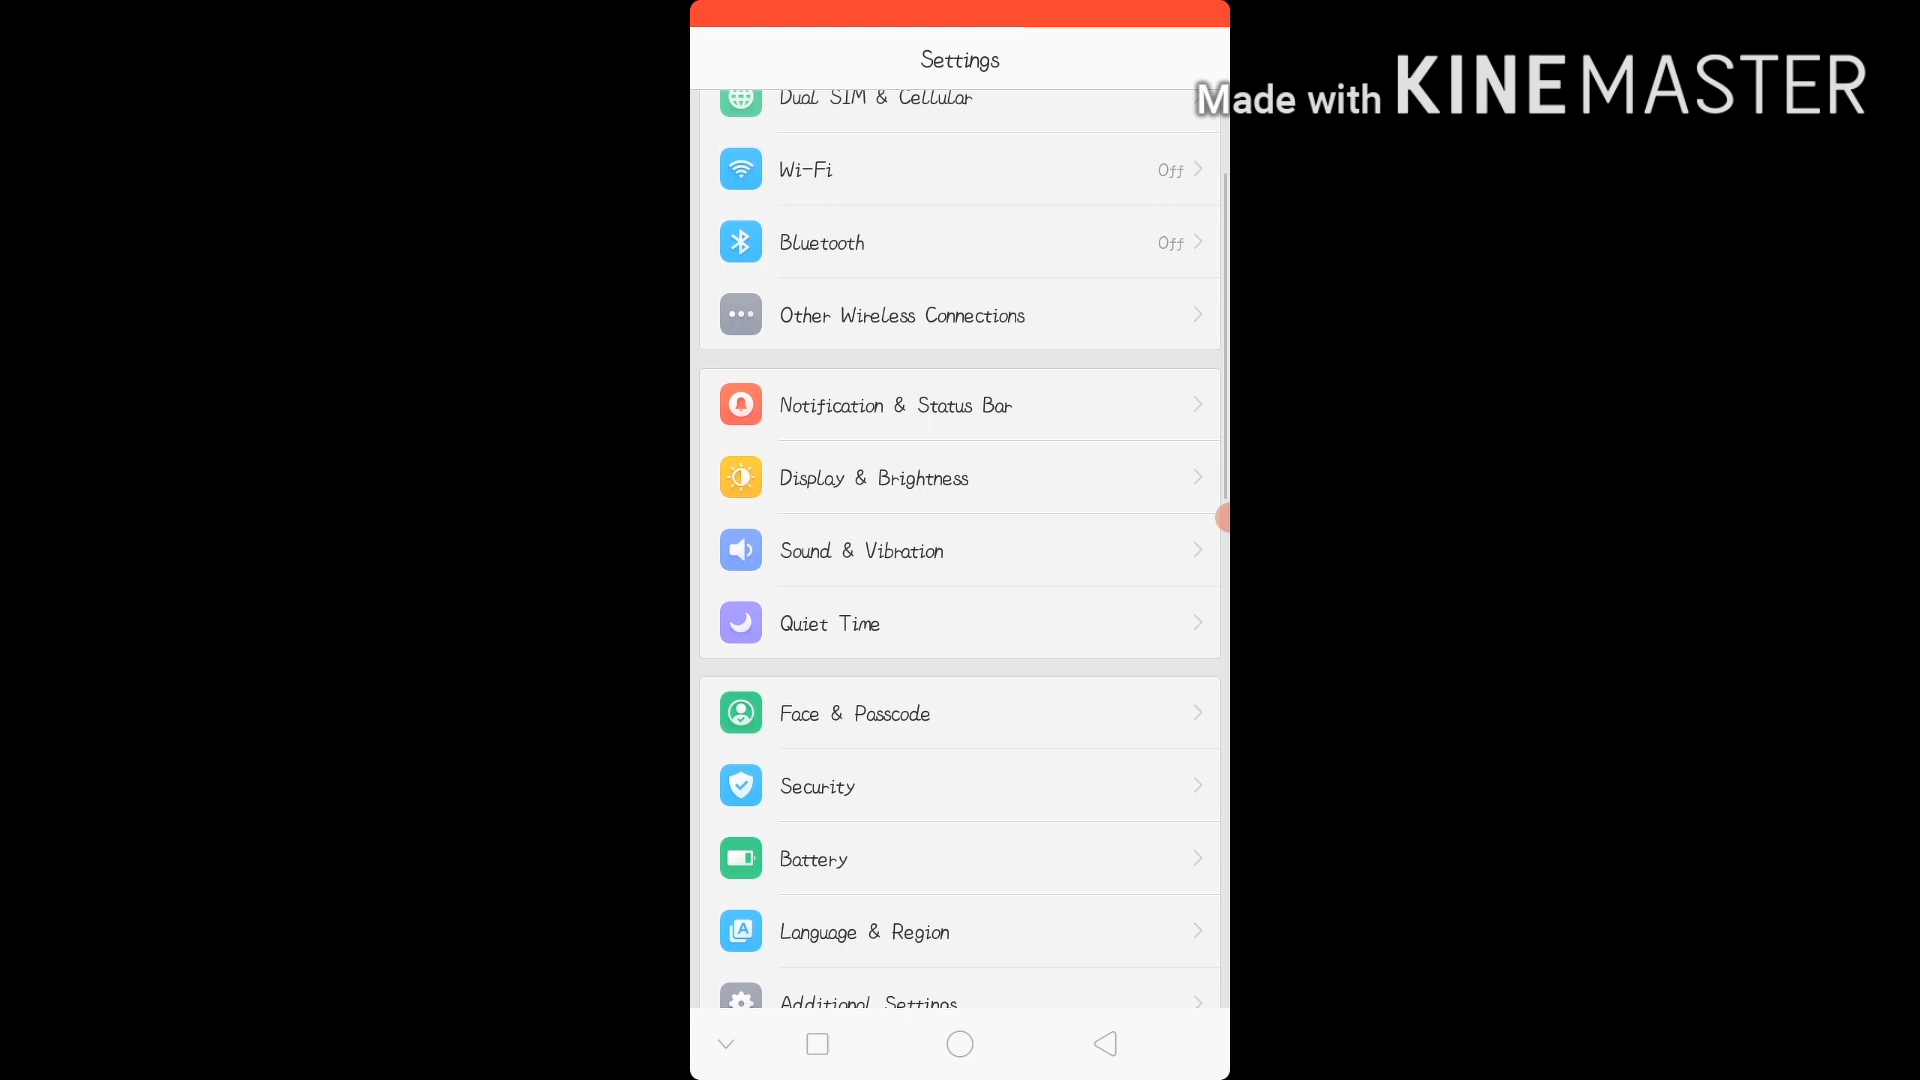 Settings
Made with KINEMASTER
Dual SIM & Cellular
Wi-Fi Off
Bluetooth Off
Other Wireless Connections
Notification & Status Bar
Display & Brightness
Sound & Vibration
Quiet Time
Face & Passcode
Security
Battery
Language & Region
Additional Settings